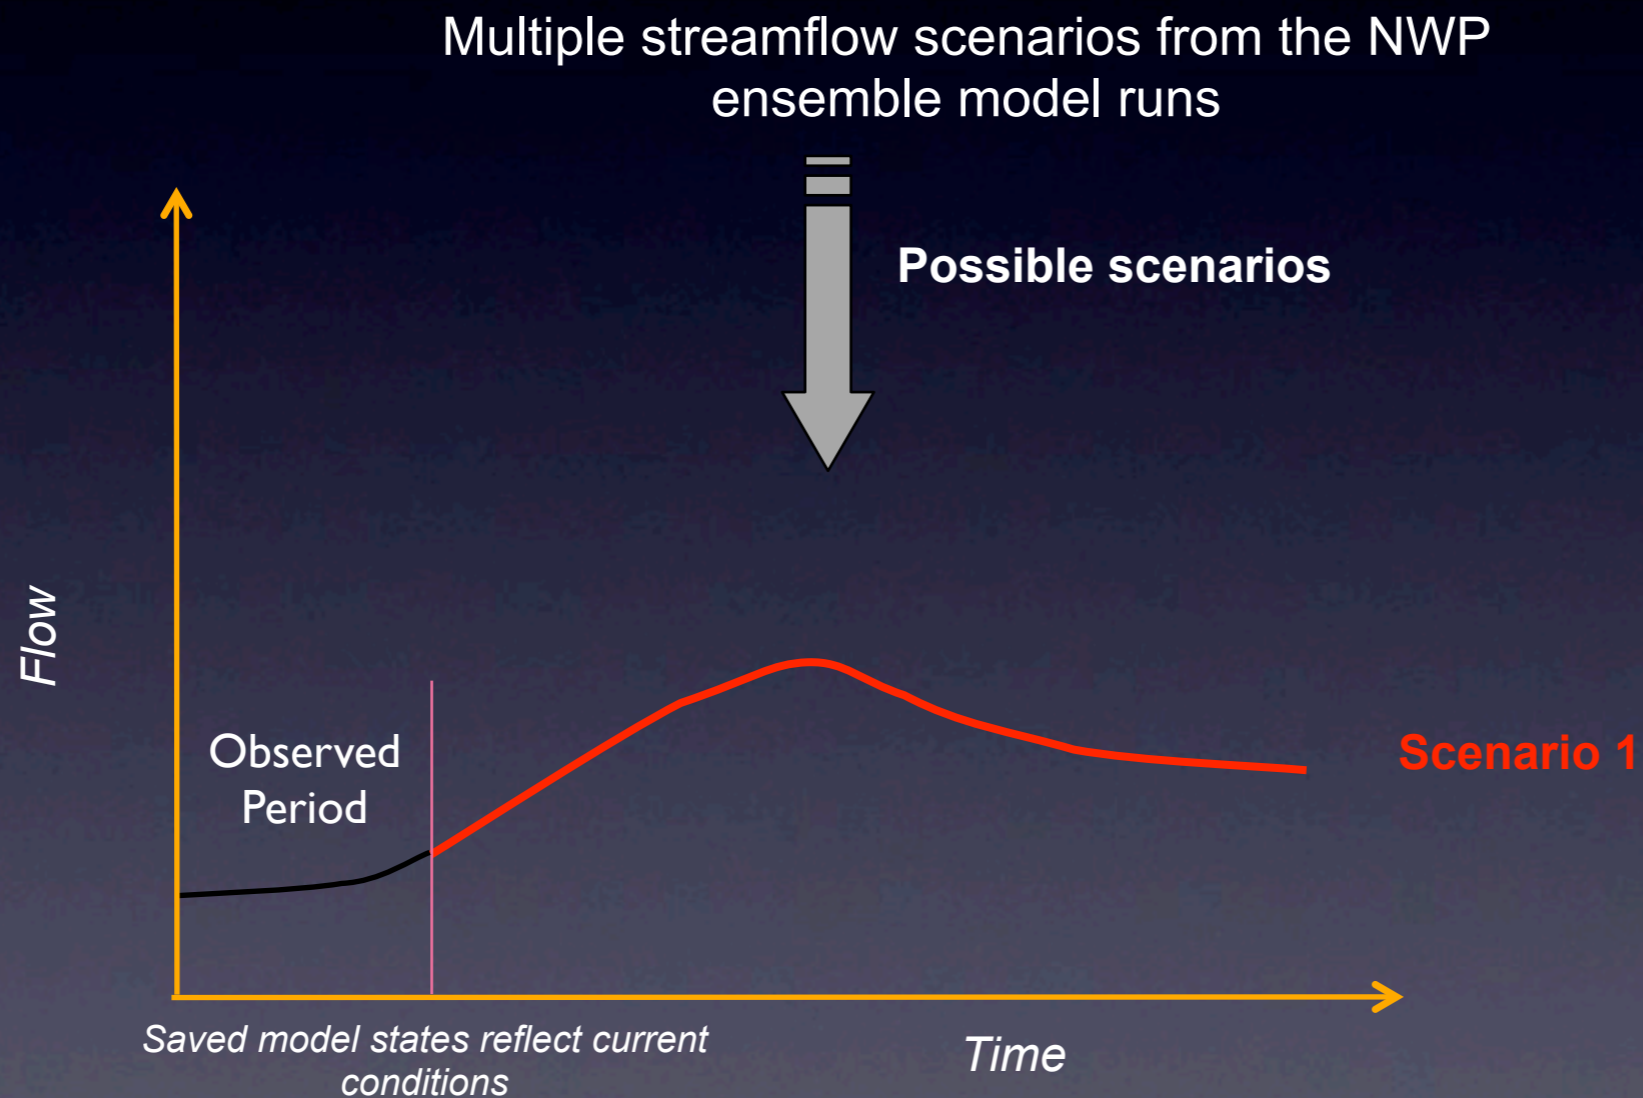 Multiple streamflow scenarios from the NWP
ensemble model runs
Possible scenarios
Flow
Observed
Period
Scenario 1
Saved model states reflect current
conditions
Time